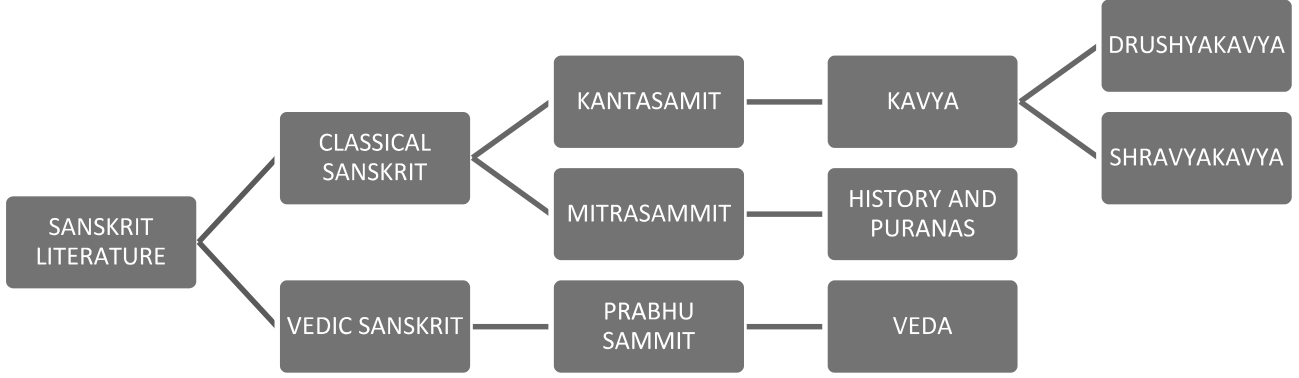 SANSKRIT
LITERATURE
CLASSICAL
SANSKRIT
KANTASAMIT
KAVYA
DRUSHYAKAVYA
SHRAVYAKAVYA
MITRASAMMIT
HISTORY AND
PURANAS
VEDIC SANSKRIT
PRABHU
SAMMIT
VEDA